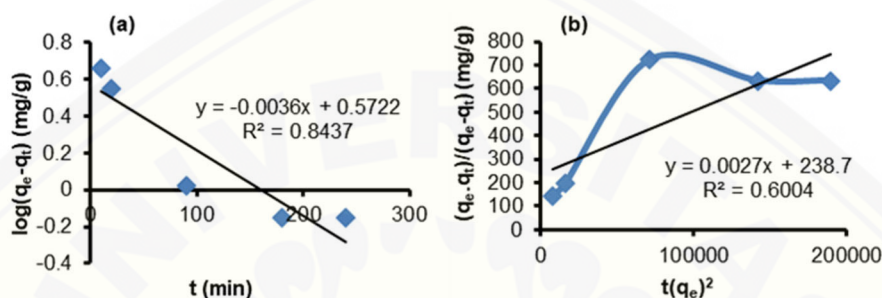 (a)
log(qₑ-qₜ) (mg/g)
0.8
0.6
0.4
0.2
0
-0.2
-0.4
y = -0.0036x + 0.5722
R² = 0.8437
0
100
200
300
t (min)
(b)
(qₑ.qₜ)/(qₑ-qₜ) (mg/g)
800
700
600
500
400
300
200
100
0
y = 0.0027x + 238.7
R² = 0.6004
0
100000
200000
t(qₑ)²